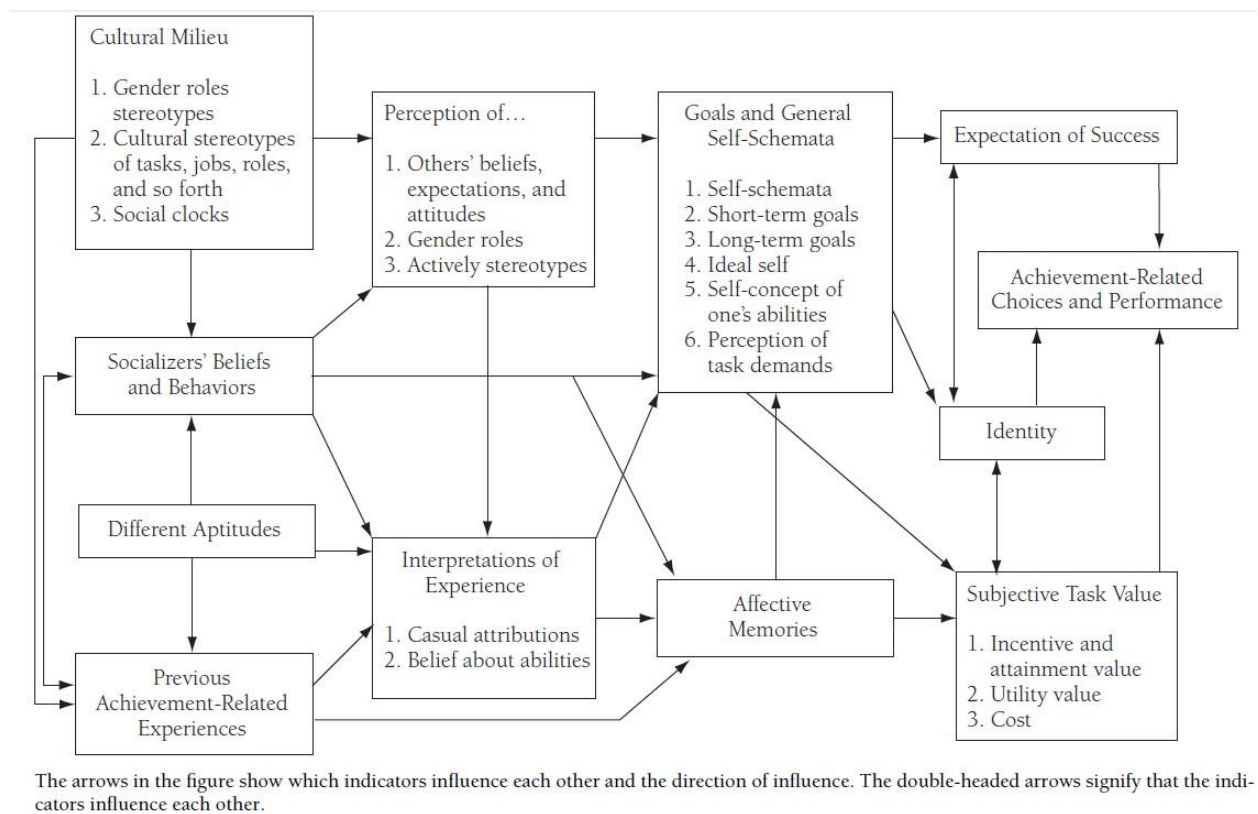 Cultural Milieu
1. Gender roles
stereotypes
2. Cultural stereotypes
of tasks, jobs, roles,
and so forth
3. Social clocks
Perception of...
1. Others' beliefs,
expectations, and
attitudes
2. Gender roles
3. Actively stereotypes
Goals and General
Self-Schemata
1. Self-schemata
2. Short-term goals
3. Long-term goals
4. Ideal self
5. Self-concept of
one's abilities
6. Perception of
task demands
Expectation of Success
Achievement-Related
Choices and Performance
Socializers' Beliefs
and Behaviors
Identity
Different Aptitudes
Interpretations of
Experience
1. Casual attributions
2. Belief about abilities
Affective
Memories
Subjective Task Value
1. Incentive and
attainment value
2. Utility value
3. Cost
Previous
Achievement-Related
Experiences
The arrows in the figure show which indicators influence each other and the direction of influence. The double-headed arrows signify that the indi-
cators influence each other.